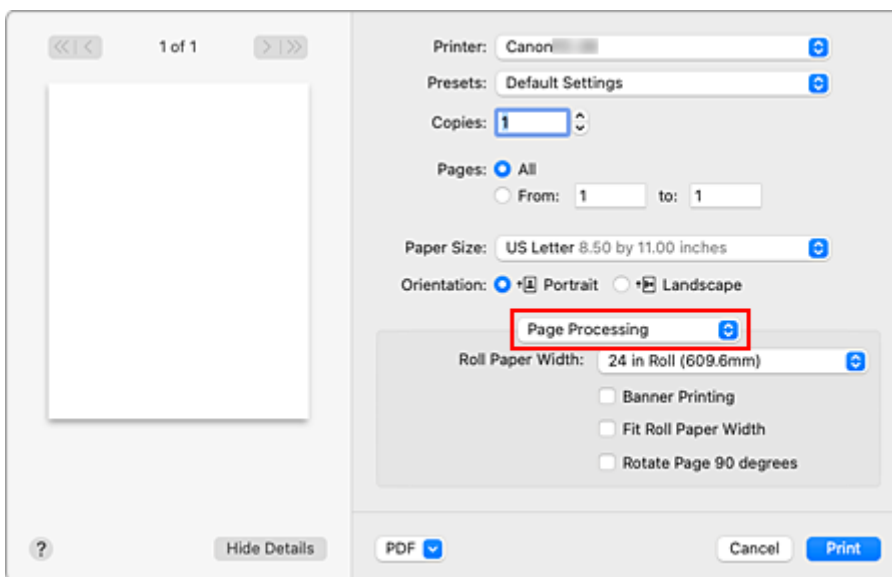 1 of 1
Printer: Canon
Presets: Default Settings
Copies: 1
Pages: All
From: 1 to: 1
Paper Size: US Letter 8.50 by 11.00 inches
Orientation: Portrait Landscape
Page Processing
Roll Paper Width: 24 in Roll (609.6mm)
Banner Printing
Fit Roll Paper Width
Rotate Page 90 degrees
? Hide Details PDF Cancel Print